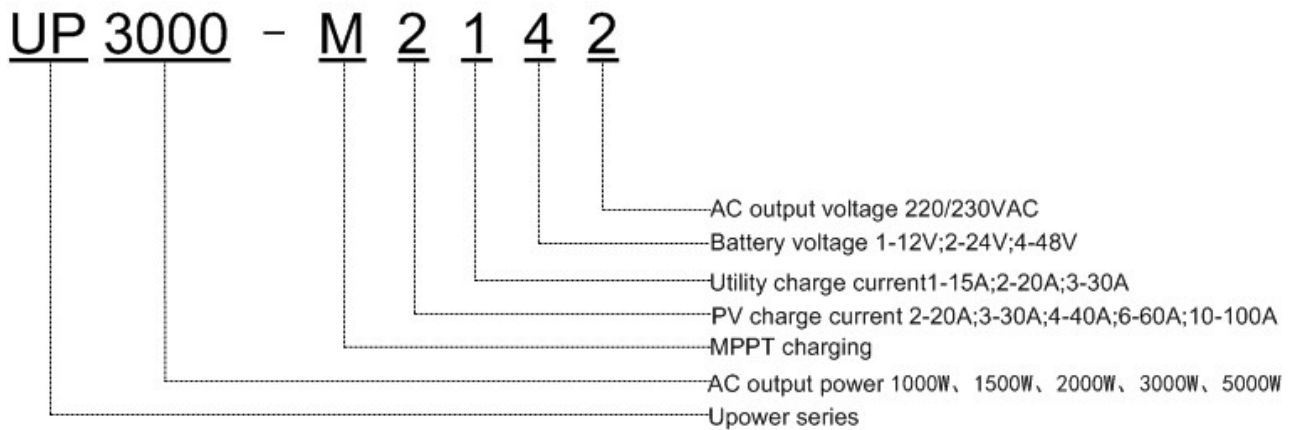 UP 3000 - M 2 1 4 2
AC output voltage 220/230VAC
Battery voltage 1-12V;2-24V;4-48V
Utility charge current1-15A;2-20A;3-30A
PV charge current 2-20A;3-30A;4-40A;6-60A;10-100A
MPPT charging
AC output power 1000W、1500W、2000W、3000W、5000W
Upower series